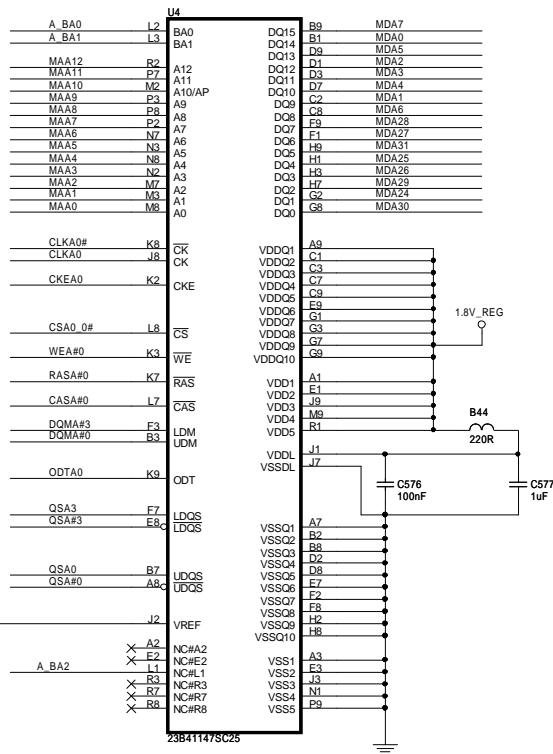 U4
A_BA0 L2 BA0 DQ15 B9 MDA7
A_BA1 L3 BA1 DQ14 B1 MDA0
DQ13 D9 MDA5
MAA12 R2 A12 DQ12 D1 MDA2
MAA11 P7 A11 DQ11 D3 MDA3
MAA10 M2 A10/AP DQ10 D7 MDA4
MAA9 P3 A9 DQ9 C2 MDA1
MAA8 P8 A8 DQ8 C8 MDA6
MAA7 P2 A7 DQ7 F9 MDA28
MAA6 N7 A6 DQ6 F1 MDA27
MAA5 N3 A5 DQ5 H9 MDA31
MAA4 N8 A4 DQ4 H1 MDA25
MAA3 N2 A3 DQ3 H3 MDA26
MAA2 M7 A2 DQ2 H7 MDA29
MAA1 M3 A1 DQ1 G2 MDA24
MAA0 M8 A0 DQ0 G8 MDA30
CLKA0# K8 CK VDDQ1 A9
CLKA0 J8 CK VDDQ2 C1
VDDQ3 C3
CKEA0 K2 CKE VDDQ4 C7
VDDQ5 C9
VDDQ6 E9
VDDQ7 G1
CSA0_0# L8 CS VDDQ8 G3
1.8V_REG
VDDQ9 G7
WEA#0 K3 WE VDDQ10 G9
RASA#0 K7 RAS VDD1 A1
VDD2 E1
CASA#0 L7 CAS VDD3 J9
VDD4 M9
DQMA#3 F3 LDM VDD5 R1
B44
220R
DQMA#0 B3 UDM
VDDL J1
VSSDL J7
ODTA0 K9 ODT
C576
100nF
C577
1uF
QSA3 F7 LDQS
QSA#3 E8 LDQS
VSSQ1 A7
VSSQ2 B2
VSSQ3 B8
VSSQ4 D2
QSA0 B7 UDQS VSSQ5 D8
QSA#0 A8 UDQS VSSQ6 E7
VSSQ7 F2
VSSQ8 F8
J2 VREF VSSQ9 H2
VSSQ10 H8
A2 NC#A2
E2 NC#E2 VSS1 A3
A_BA2 L1 NC#L1 VSS2 E3
R3 NC#R3 VSS3 J3
R7 NC#R7 VSS4 N1
R8 NC#R8 VSS5 P9
23B41147SC25